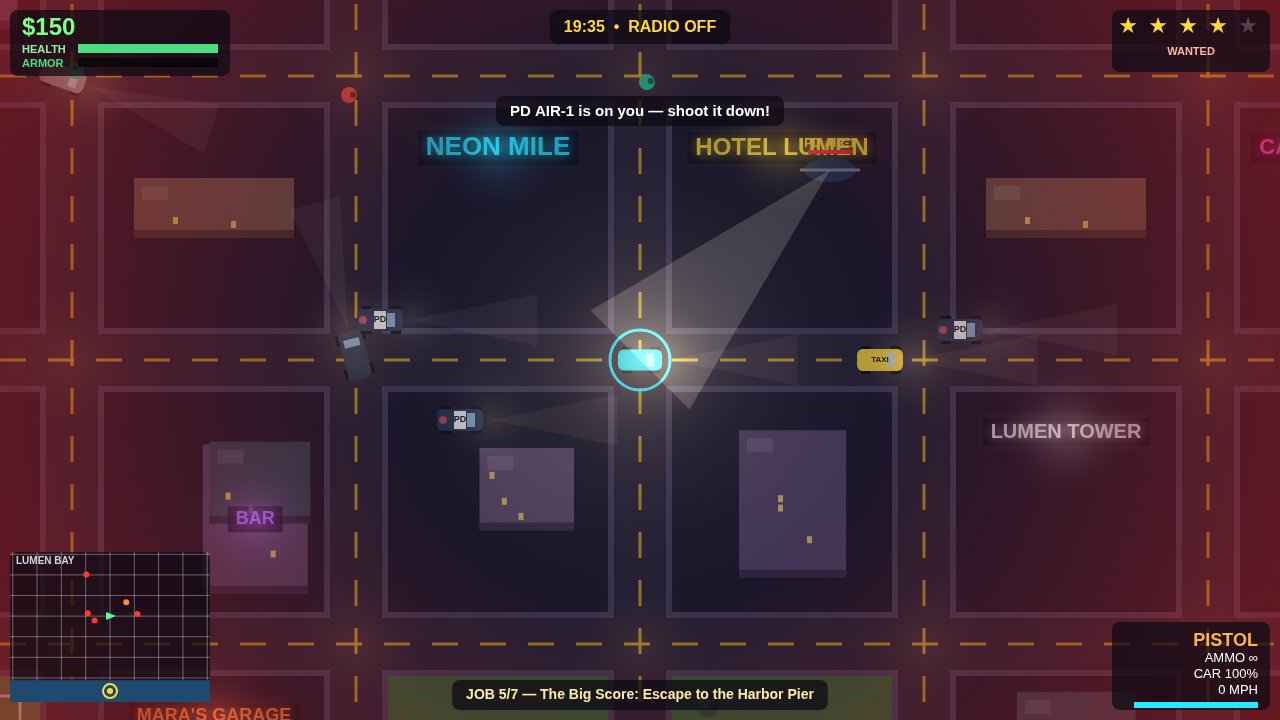 $150
HEALTH
ARMOR
19:35 • RADIO OFF
★ ★ ★ ★ ★
WANTED
PD AIR-1 is on you — shoot it down!
NEON MILE
HOTEL LUMEN
PD
PD
TAXI
PD
LUMEN TOWER
BAR
LUMEN BAY
PISTOL
AMMO ∞
CAR 100%
0 MPH
JOB 5/7 — The Big Score: Escape to the Harbor Pier
MARA'S GARAGE